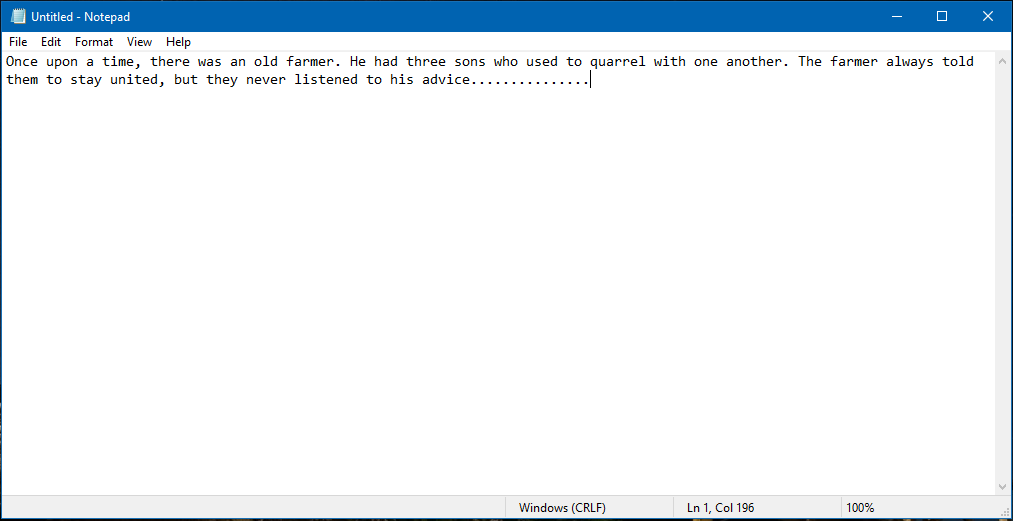 Untitled - Notepad
File Edit Format View Help
Once upon a time, there was an old farmer. He had three sons who used to quarrel with one another. The farmer always told
them to stay united, but they never listened to his advice...............
Windows (CRLF) Ln 1, Col 196 100%